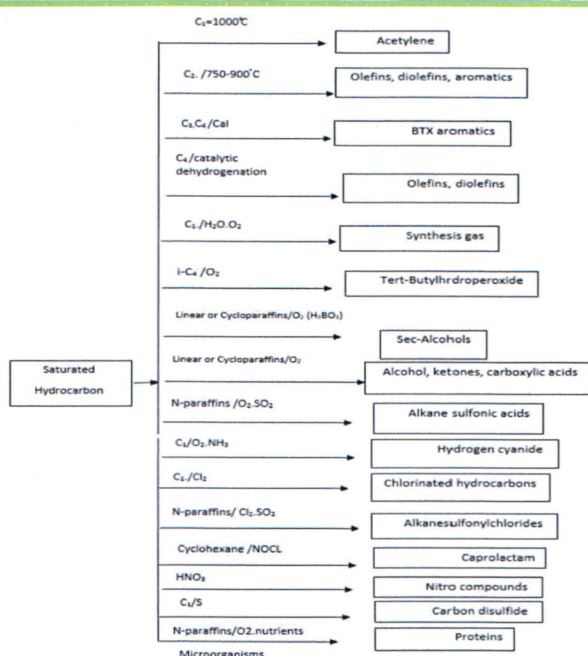 C₁=1000℃
Acetylene
C₂. /750-900°C
Olefins, diolefins, aromatics
C₃,C₄/Cal
BTX aromatics
C₄/catalytic
dehydrogenation
Olefins, diolefins
C₁./H₂O.O₂
Synthesis gas
i-C₄ /O₂
Tert-Butylhrdroperoxide
Linear or Cycloparaffins/O₂ (H₃BO₃)
Sec-Alcohols
Linear or Cycloparaffins/O₂
Saturated
Hydrocarbon
Alcohol, ketones, carboxylic acids
N-paraffins /O₂.SO₂
Alkane sulfonic acids
C₁/O₂.NH₃
Hydrogen cyanide
C₁./Cl₂
Chlorinated hydrocarbons
N-paraffins/ Cl₂.SO₂
Alkanesulfonylchlorides
Cyclohexane /NOCL
Caprolactam
HNO₃
Nitro compounds
C₁/S
Carbon disulfide
N-paraffins/O2.nutrients
Proteins
Microorganisms